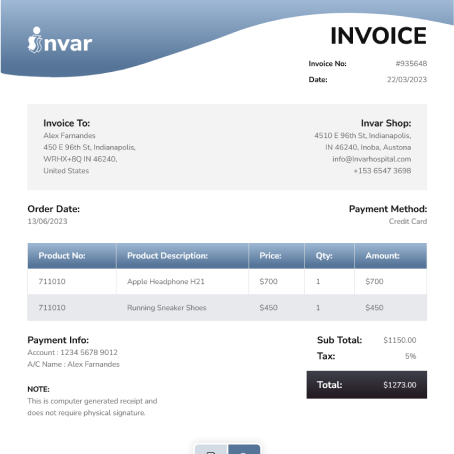 invar
INVOICE
Invoice No: #935648
Date: 22/03/2023
Invoice To:
Alex Farnandes
450 E 96th St, Indianapolis,
WRHX+8Q IN 46240,
United States
Invar Shop:
4510 E 96th St, Indianapolis,
IN 46240, Inoba, Austona
info@Invarhospital.com
+153 6547 3698
Order Date:
13/06/2023
Payment Method:
Credit Card
Product No: Product Description: Price: Qty: Amount:
711010 Apple Headphone H21 $700 1 $700
711010 Running Sneaker Shoes $450 1 $450
Payment Info:
Account : 1234 5678 9012
A/C Name : Alex Farnandes
Sub Total: $1150.00
Tax: 5%
Total: $1273.00
NOTE:
This is computer generated receipt and
does not require physical signature.